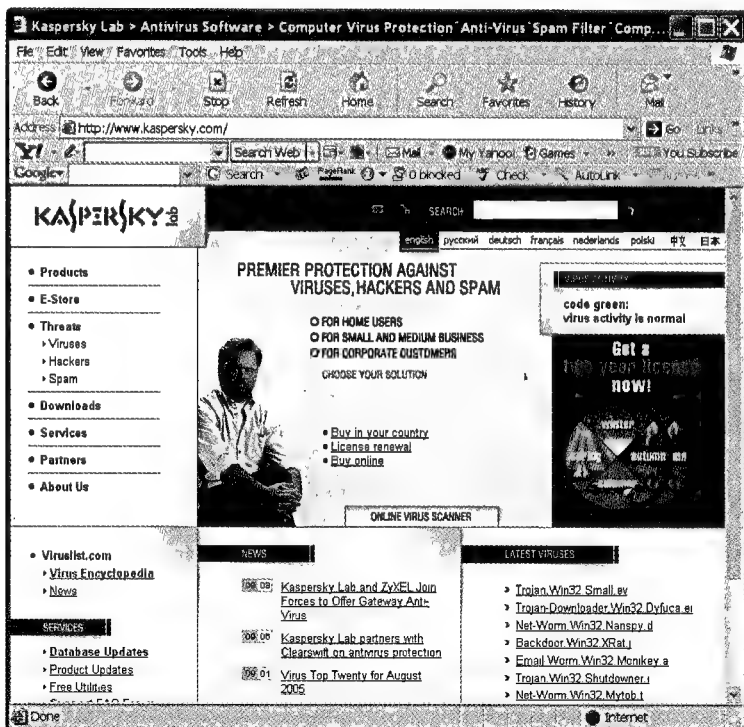 Kaspersky Lab > Antivirus Software > Computer Virus Protection´Anti-Virus´Spam Filter´Comp...
File Edit View Favorites Tools Help
Back Forward Stop Refresh Home Search Favorites History Mail
Address http://www.kaspersky.com/ Go Links »
Y! Search Web Mail My Yahoo! Games » You Subscribe
Google Search PageRank 0 blocked Check AutoLink
KASPERSKY lab
SEARCH
english русский deutsch français nederlands polski 中文 日本
Products
E-Store
Threats
Viruses
Hackers
Spam
Downloads
Services
Partners
About Us
PREMIER PROTECTION AGAINST
VIRUSES, HACKERS AND SPAM
FOR HOME USERS
FOR SMALL AND MEDIUM BUSINESS
FOR CORPORATE CUSTOMERS
CHOOSE YOUR SOLUTION
Buy in your country
License renewal
Buy online
ONLINE VIRUS SCANNER
code green:
virus activity is normal
Get a
two year licence
now!
winter
autumn
Viruslist.com
Virus Encyclopedia
News
SERVICES
Database Updates
Product Updates
Free Utilities
NEWS
Kaspersky Lab and ZyXEL Join
Forces to Offer Gateway Anti-
Virus
Kaspersky Lab partners with
Clearswift on antivirus protection
09 01 Virus Top Twenty for August
2005
LATEST VIRUSES
Trojan.Win32.Small.ev
Trojan-Downloader.Win32.Dyfuca.ei
Net-Worm.Win32.Nanspy.d
Backdoor.Win32.XRat.j
Email Worm.Win32.Monikey.a
Trojan.Win32.Shutdowner.i
Net-Worm.Win32.Mytob.t
Done Internet